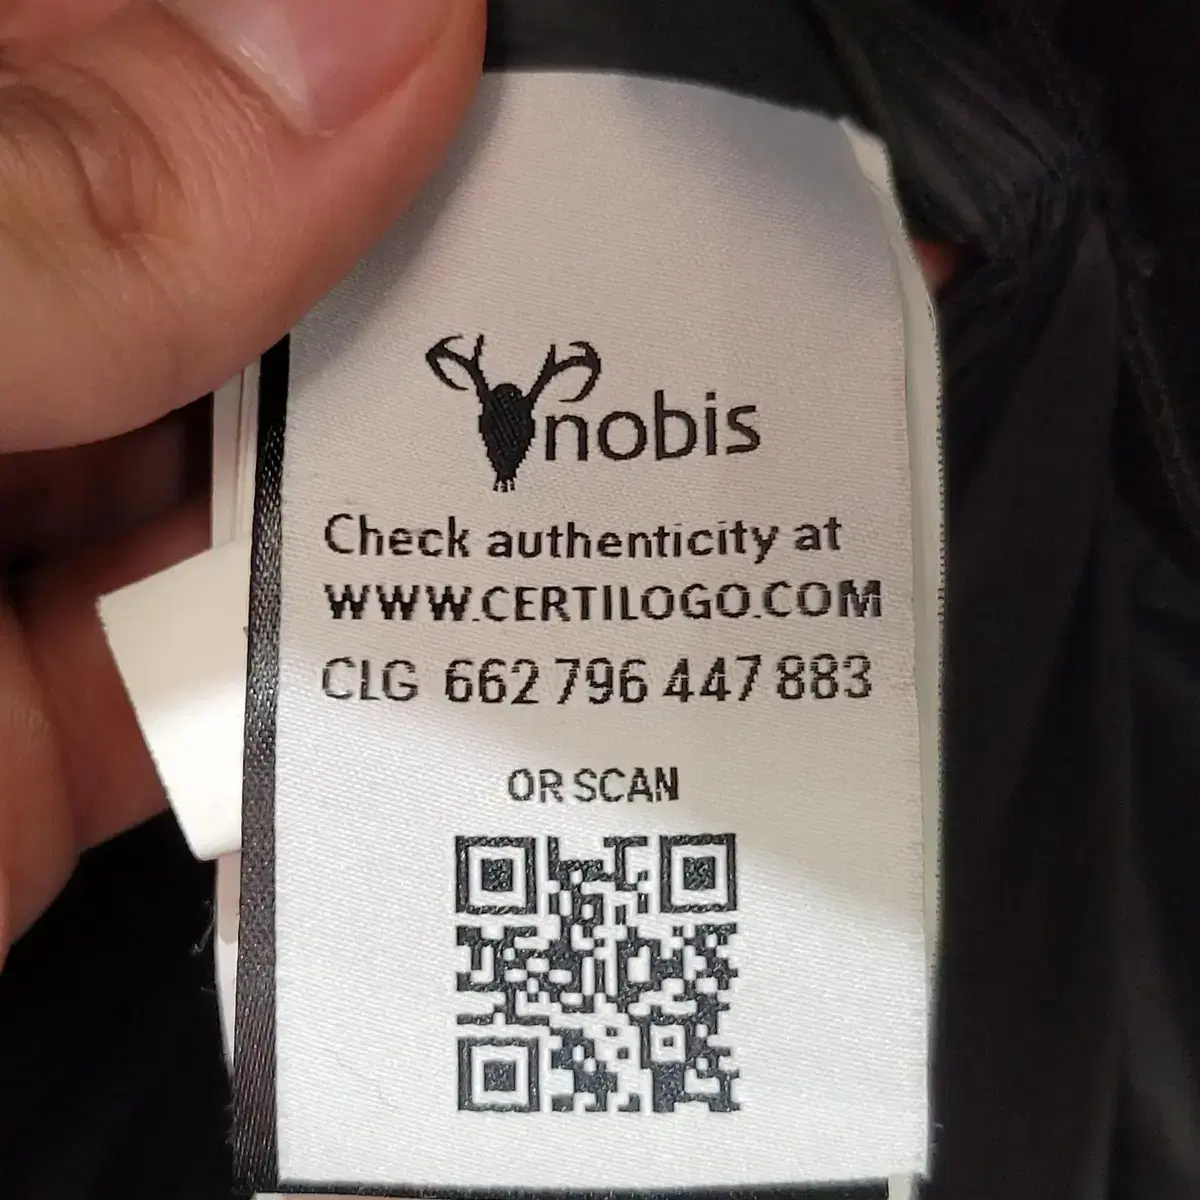 nobis
Check authenticity at
WWW.CERTILOGO.COM
CLG 662 796 447 883
OR SCAN